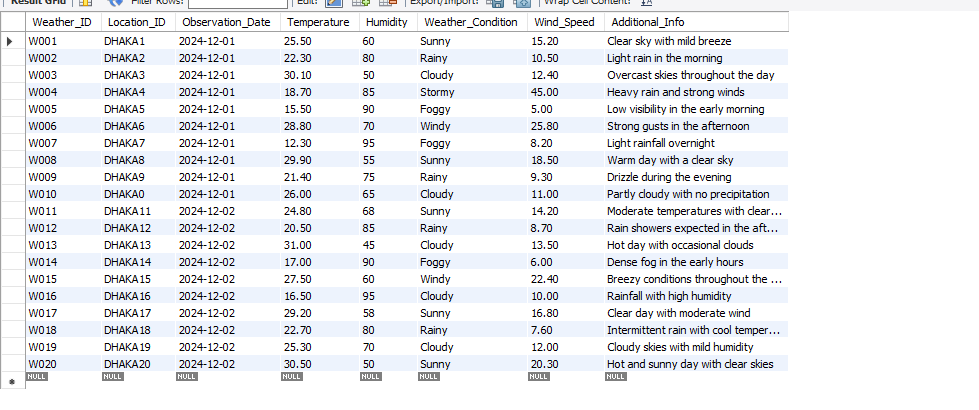 Result Grid Filter Rows: Edit: Export/Import: Wrap Cell Content:
Weather_ID Location_ID Observation_Date Temperature Humidity Weather_Condition Wind_Speed Additional_Info
W001 DHAKA1 2024-12-01 25.50 60 Sunny 15.20 Clear sky with mild breeze
W002 DHAKA2 2024-12-01 22.30 80 Rainy 10.50 Light rain in the morning
W003 DHAKA3 2024-12-01 30.10 50 Cloudy 12.40 Overcast skies throughout the day
W004 DHAKA4 2024-12-01 18.70 85 Stormy 45.00 Heavy rain and strong winds
W005 DHAKA5 2024-12-01 15.50 90 Foggy 5.00 Low visibility in the early morning
W006 DHAKA6 2024-12-01 28.80 70 Windy 25.80 Strong gusts in the afternoon
W007 DHAKA7 2024-12-01 12.30 95 Foggy 8.20 Light rainfall overnight
W008 DHAKA8 2024-12-01 29.90 55 Sunny 18.50 Warm day with a clear sky
W009 DHAKA9 2024-12-01 21.40 75 Rainy 9.30 Drizzle during the evening
W010 DHAKA0 2024-12-01 26.00 65 Cloudy 11.00 Partly cloudy with no precipitation
W011 DHAKA11 2024-12-02 24.80 68 Sunny 14.20 Moderate temperatures with clear...
W012 DHAKA12 2024-12-02 20.50 85 Rainy 8.70 Rain showers expected in the aft...
W013 DHAKA13 2024-12-02 31.00 45 Cloudy 13.50 Hot day with occasional clouds
W014 DHAKA14 2024-12-02 17.00 90 Foggy 6.00 Dense fog in the early hours
W015 DHAKA15 2024-12-02 27.50 60 Windy 22.40 Breezy conditions throughout the ...
W016 DHAKA16 2024-12-02 16.50 95 Cloudy 10.00 Rainfall with high humidity
W017 DHAKA17 2024-12-02 29.20 58 Sunny 16.80 Clear day with moderate wind
W018 DHAKA18 2024-12-02 22.70 80 Rainy 7.60 Intermittent rain with cool temper...
W019 DHAKA19 2024-12-02 25.30 70 Cloudy 12.00 Cloudy skies with mild humidity
W020 DHAKA20 2024-12-02 30.50 50 Sunny 20.30 Hot and sunny day with clear skies
NULL NULL NULL NULL NULL NULL NULL NULL